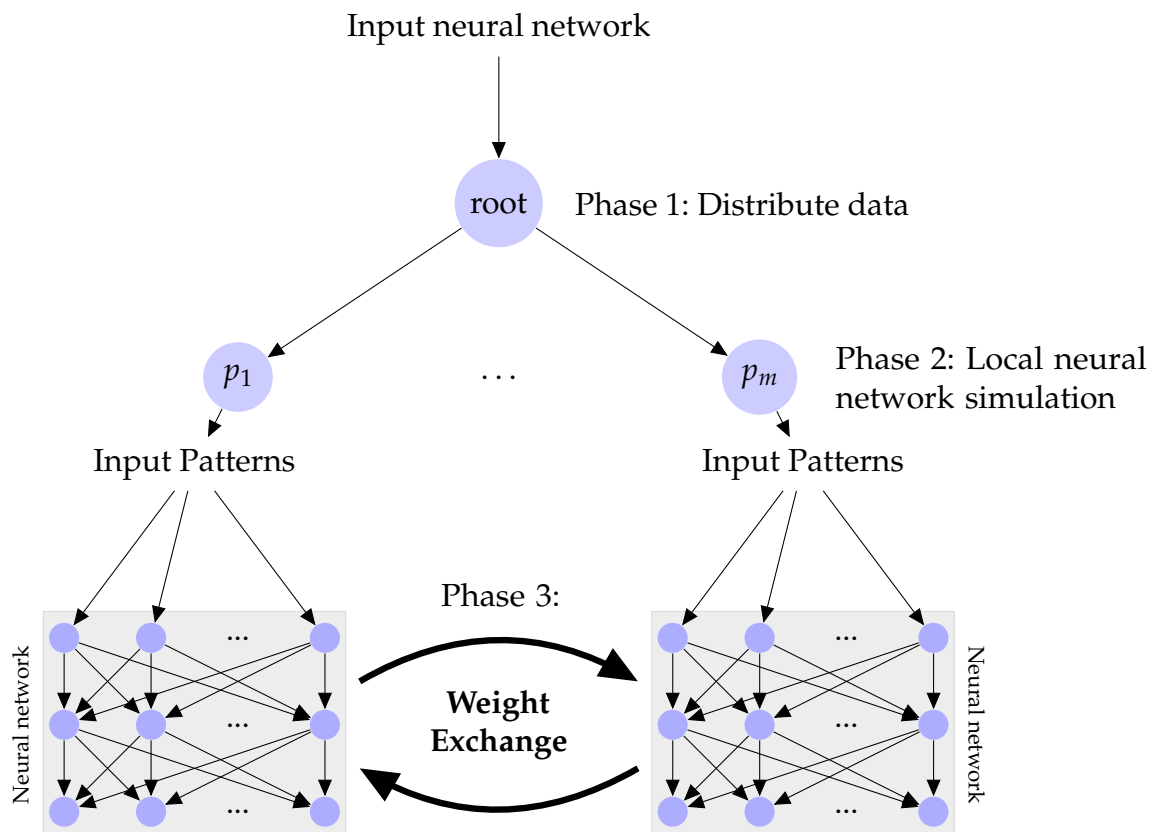 Input neural network
root
Phase 1: Distribute data
p1
...
pm
Phase 2: Local neural
network simulation
Input Patterns
Input Patterns
Phase 3:
...
...
Neural network
Weight
Exchange
Neural network
...
...
...
...